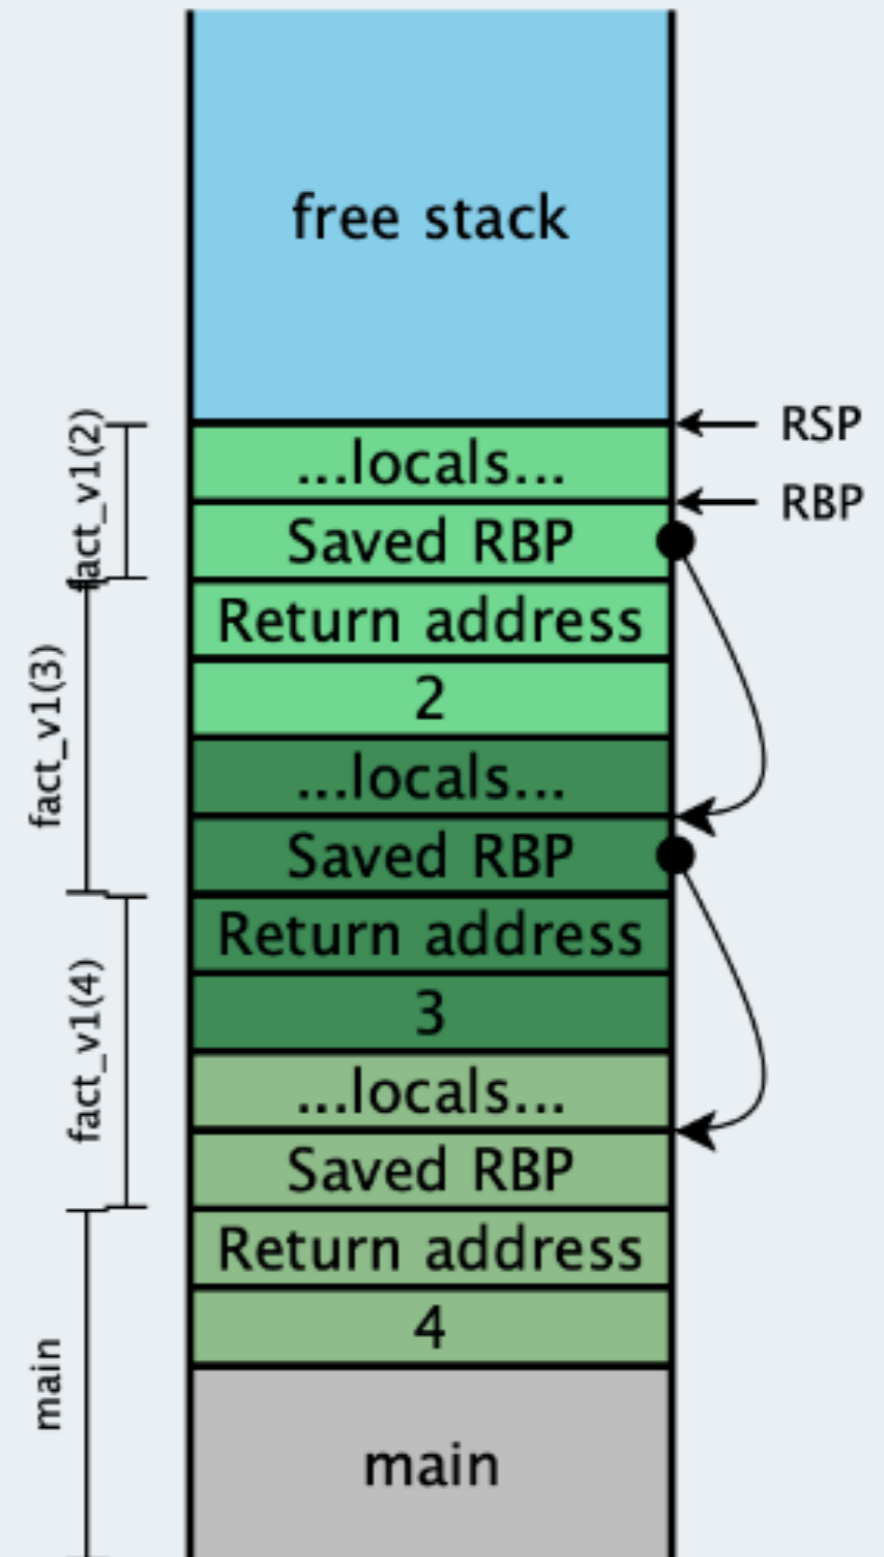 free stack
RSP
fact_v1(2)
...locals...
RBP
Saved RBP
Return address
fact_v1(3)
2
...locals...
Saved RBP
Return address
fact_v1(4)
3
...locals...
Saved RBP
Return address
4
main
main